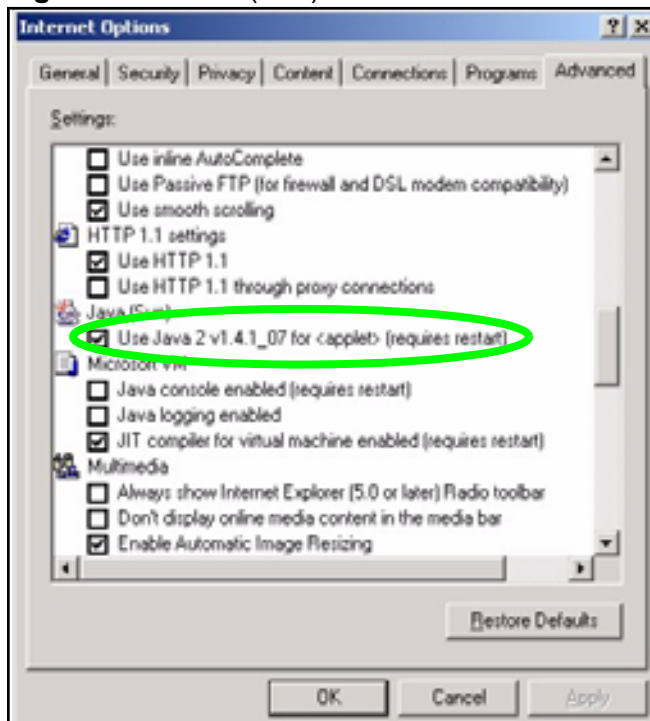 Internet Options
General Security Privacy Content Connections Programs Advanced
Settings:
Use inline AutoComplete
Use Passive FTP (for firewall and DSL modem compatibility)
Use smooth scrolling
HTTP 1.1 settings
Use HTTP 1.1
Use HTTP 1.1 through proxy connections
Java (Sun)
Use Java 2 v1.4.1_07 for <applet> (requires restart)
Microsoft VM
Java console enabled (requires restart)
Java logging enabled
JIT compiler for virtual machine enabled (requires restart)
Multimedia
Always show Internet Explorer (5.0 or later) Radio toolbar
Don't display online media content in the media bar
Enable Automatic Image Resizing
Restore Defaults
OK Cancel Apply